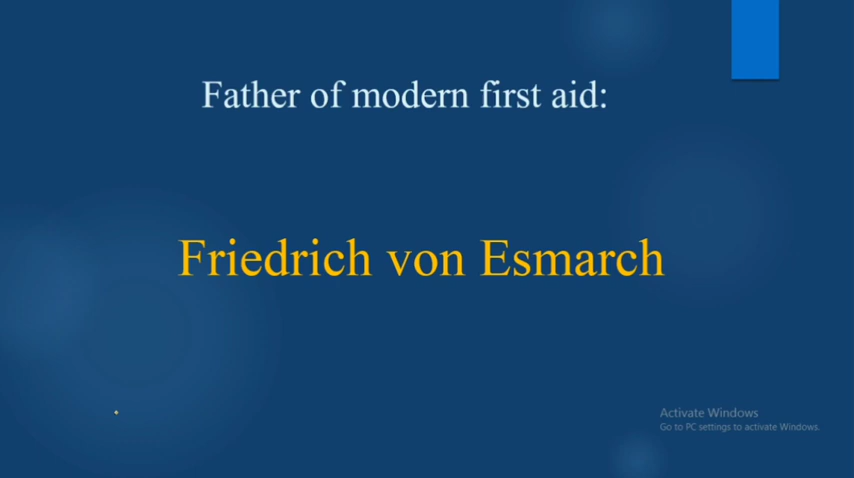 Father of modern first aid:
Friedrich von Esmarch
Activate Windows
Go to PC settings to activate Windows.